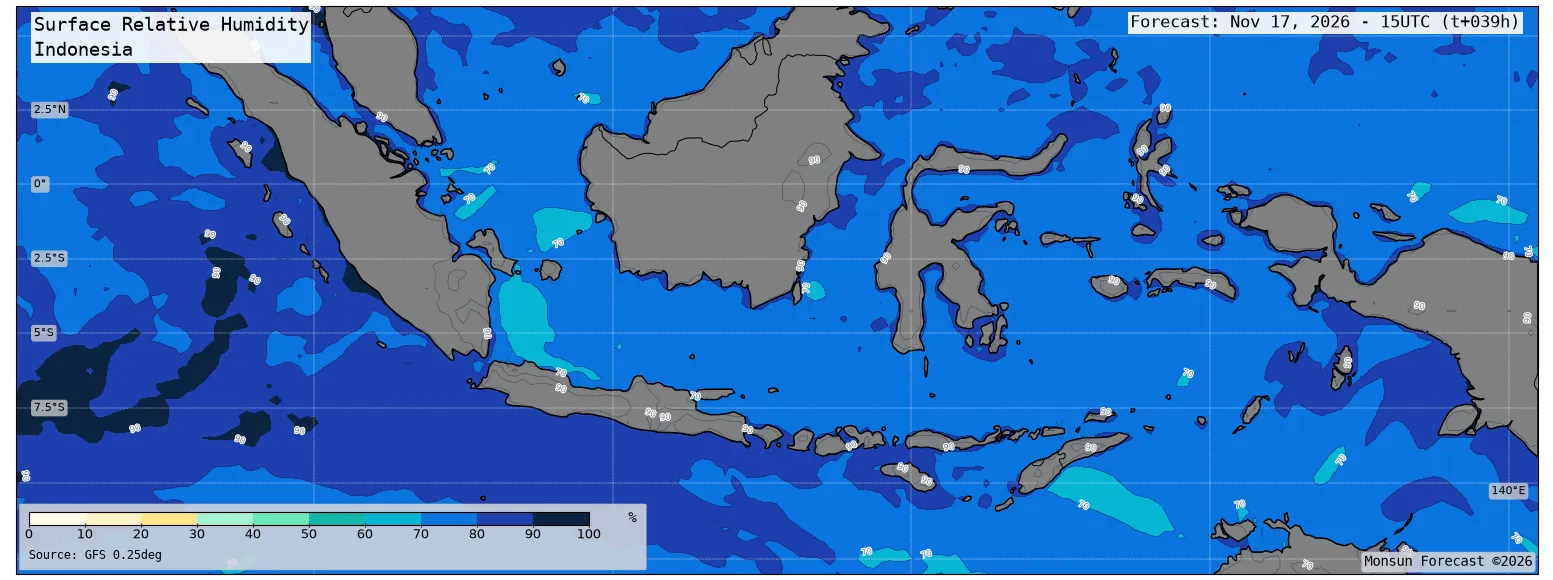 Surface Relative Humidity
Indonesia
Forecast: Nov 17, 2026 - 15UTC (t+039h)
2.5°N
0°
2.5°S
5°S
7.5°S
140°E
%
0 10 20 30 40 50 60 70 80 90 100
Source: GFS 0.25deg
Monsun Forecast ©2026